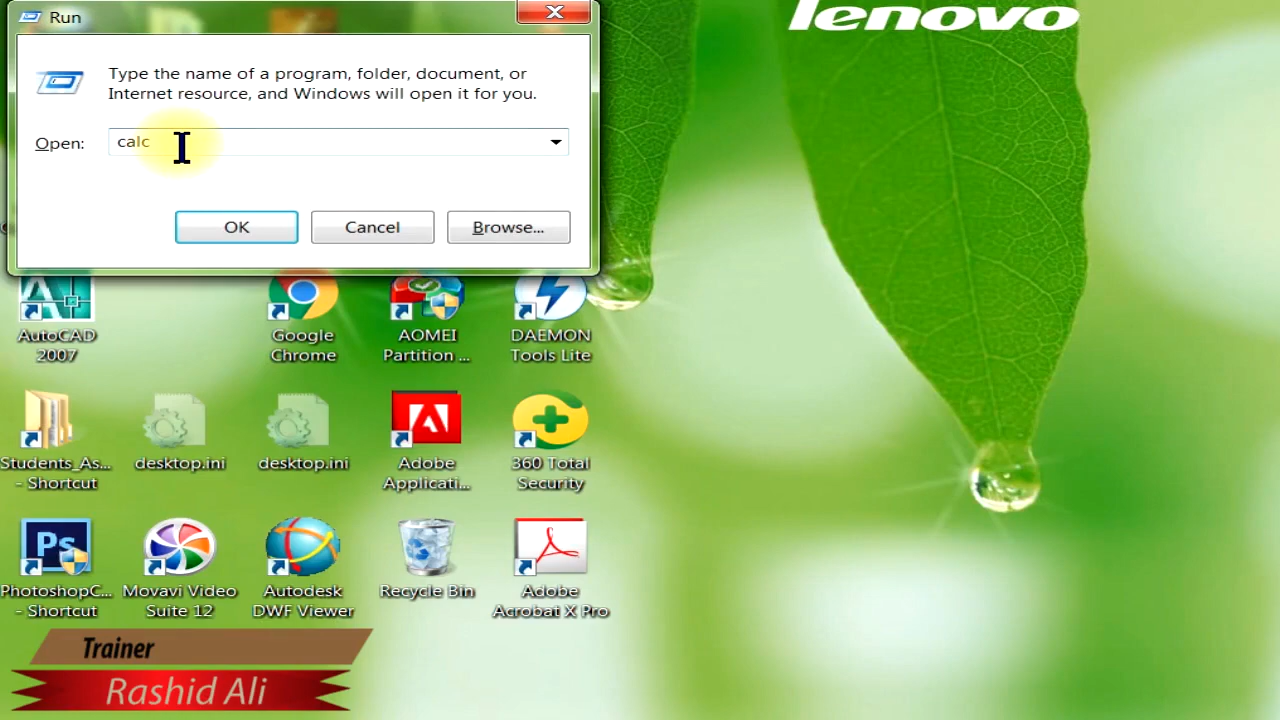 Run
lenovo
Type the name of a program, folder, document, or
Internet resource, and Windows will open it for you.
Open: calc
OK Cancel Browse...
AutoCAD
2007
Google
Chrome
AOMEI
Partition ...
DAEMON
Tools Lite
Students_As...
- Shortcut
desktop.ini
desktop.ini
Adobe
Applicati...
360 Total
Security
Ps
PhotoshopC...
- Shortcut
Movavi Video
Suite 12
Autodesk
DWF Viewer
Recycle Bin
Adobe
Acrobat X Pro
Trainer
Rashid Ali